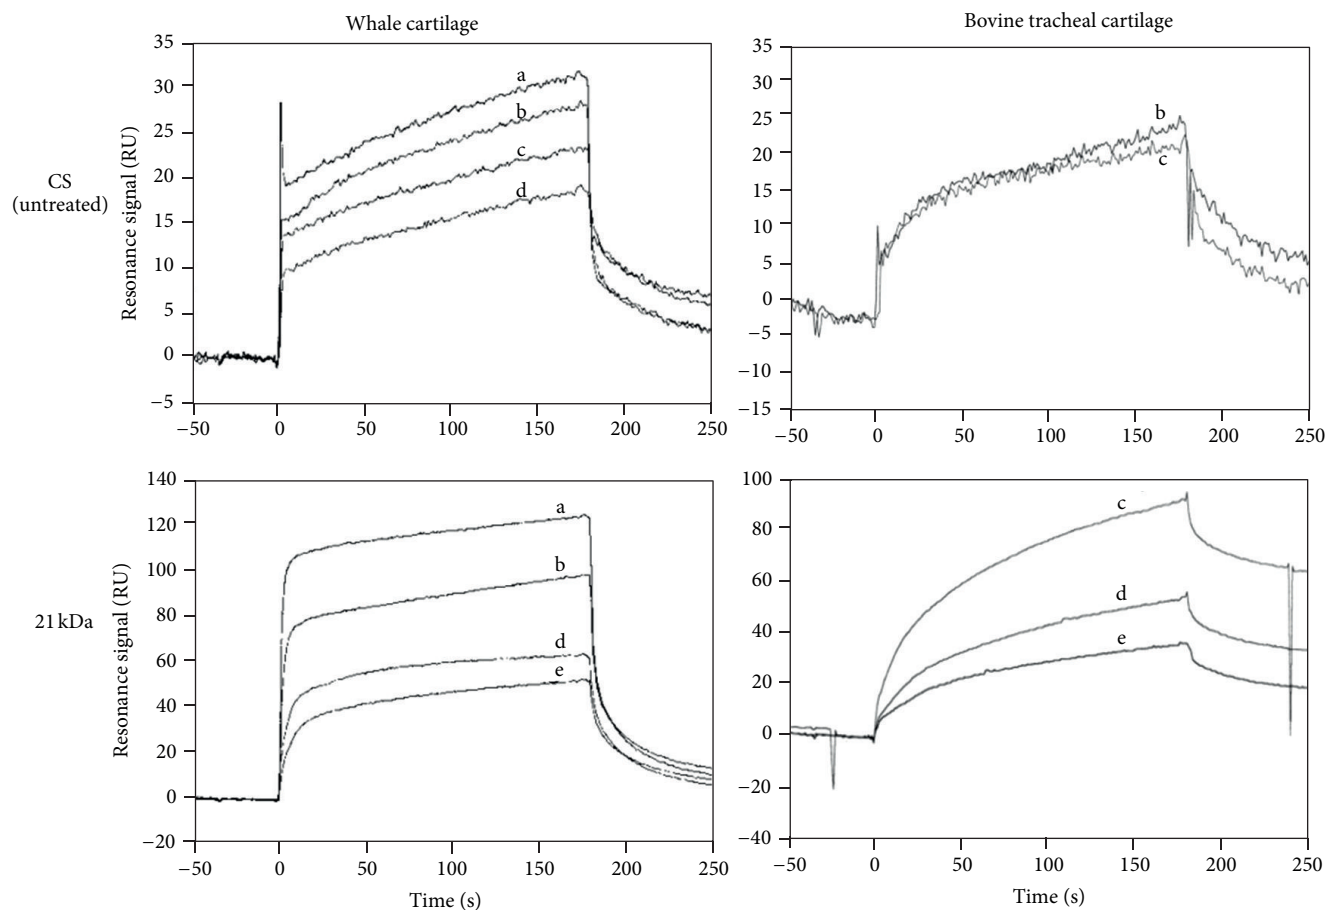 Whale cartilage
Bovine tracheal cartilage
CS
(untreated)
Resonance signal (RU)
35
30
25
20
15
10
5
0
−5
−50
0
50
100
150
200
250
a
b
c
d
35
30
25
20
15
10
5
0
−5
−10
−15
−50
0
50
100
150
200
250
b
c
21 kDa
Resonance signal (RU)
140
120
100
80
60
40
20
0
−20
−50
0
50
100
150
200
250
Time (s)
a
b
d
e
100
80
60
40
20
0
−20
−40
−50
0
50
100
150
200
250
Time (s)
c
d
e